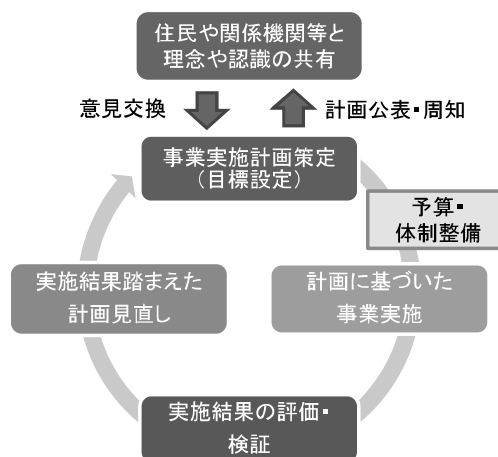 住民や関係機関等と
理念や認識の共有
意見交換
計画公表・周知
事業実施計画策定
（目標設定）
予算・
体制整備
実施結果踏まえた
計画見直し
計画に基づいた
事業実施
実施結果の評価・
検証